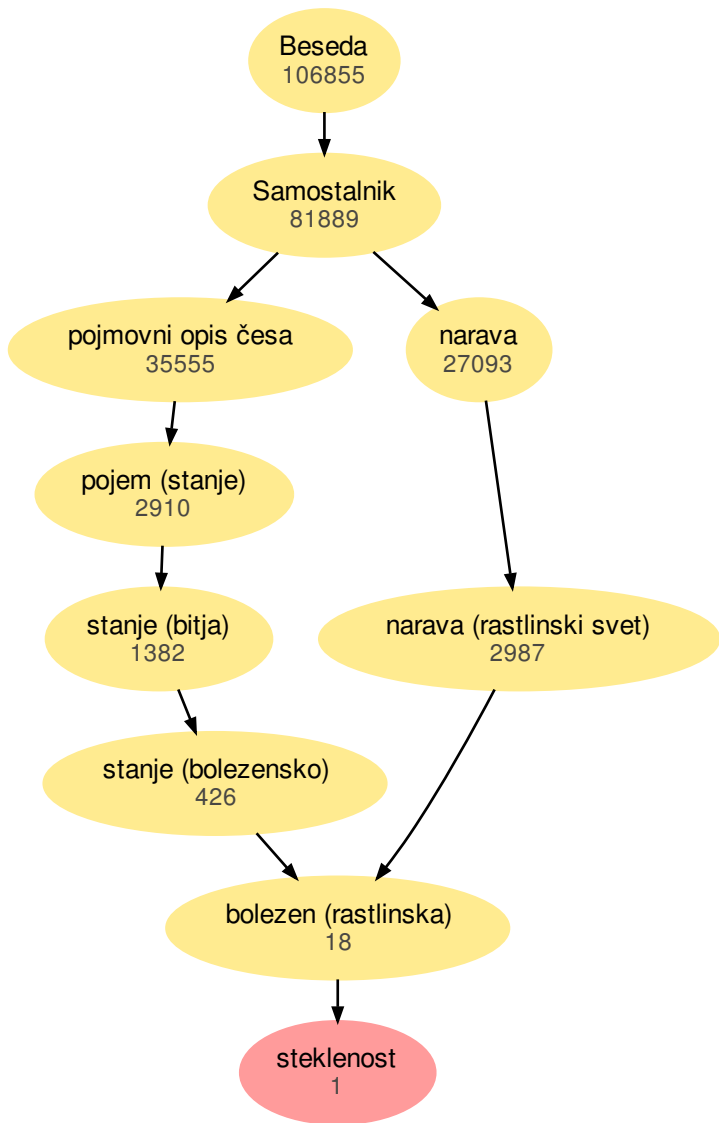 Beseda
106855
Samostalnik
81889
pojmovni opis česa
35555
narava
27093
pojem (stanje)
2910
stanje (bitja)
1382
narava (rastlinski svet)
2987
stanje (bolezensko)
426
bolezen (rastlinska)
18
steklenost
1